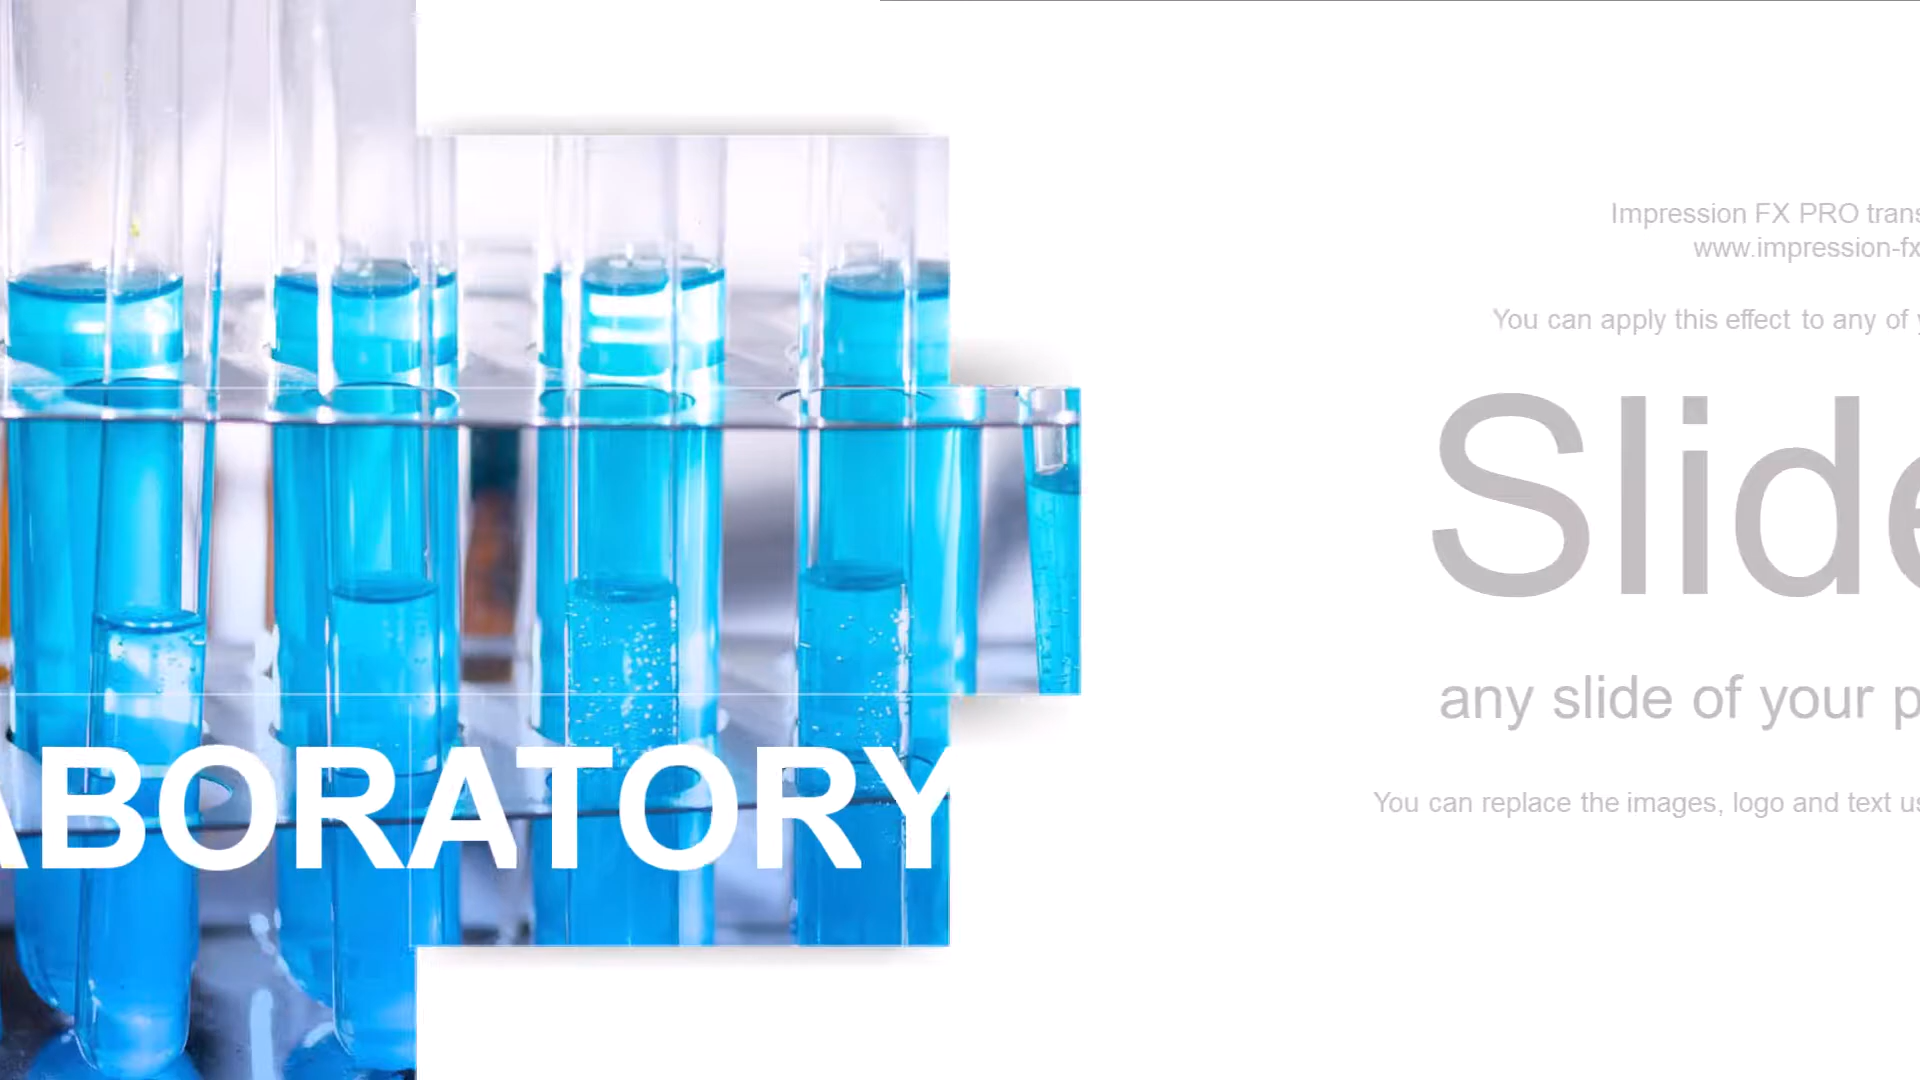 ABORATORY
Impression FX PRO trans
www.impression-fx
You can apply this effect to any of y
Slide
any slide of your p
You can replace the images, logo and text us